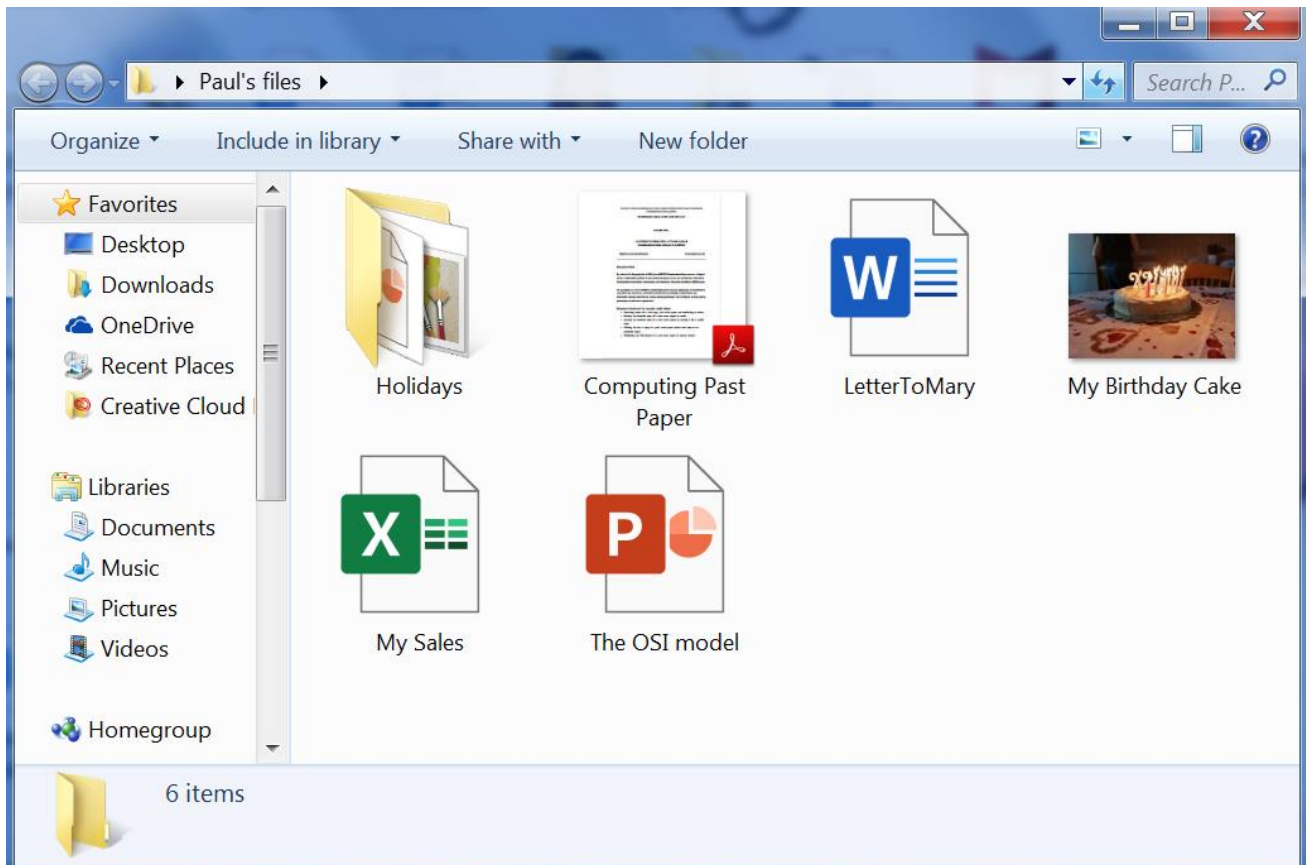 Paul's files
Search P...
Organize
Include in library
Share with
New folder
Favorites
Desktop
Downloads
OneDrive
Recent Places
Creative Cloud
Libraries
Documents
Music
Pictures
Videos
Homegroup
Holidays
Computing Past
Paper
W
LetterToMary
My Birthday Cake
X
My Sales
P
The OSI model
6 items